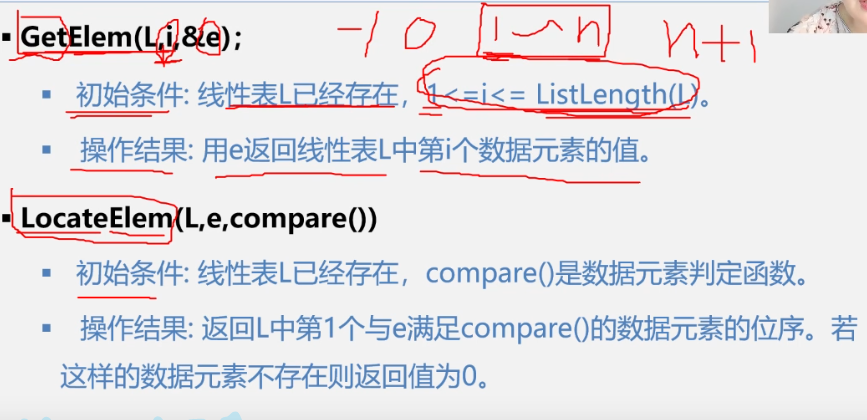 -1 0 1~n n+1
▪ GetElem(L,i,&e);
▪ 初始条件: 线性表L已经存在，1<=i<= ListLength(L)。
▪ 操作结果: 用e返回线性表L中第i个数据元素的值。
▪ LocateElem(L,e,compare())
▪ 初始条件: 线性表L已经存在，compare()是数据元素判定函数。
▪ 操作结果: 返回L中第1个与e满足compare()的数据元素的位序。若
这样的数据元素不存在则返回值为0。